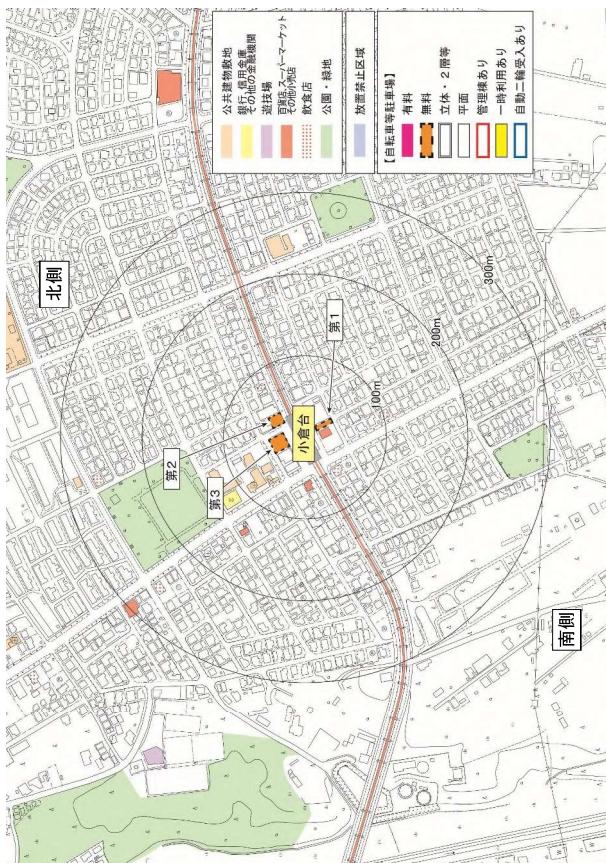 公共建物敷地
銀行、信用金庫
その他の金融機関
遊技場
百貨店、スーパーマーケット
その他小売店
飲食店
公園・緑地
放置禁止区域
【自転車等駐車場】
有料
無料
立体・2層等
平面
管理棟あり
一時利用あり
自動二輪受入あり
北側
300m
200m
100m
第1
小倉台
第2
第3
南側